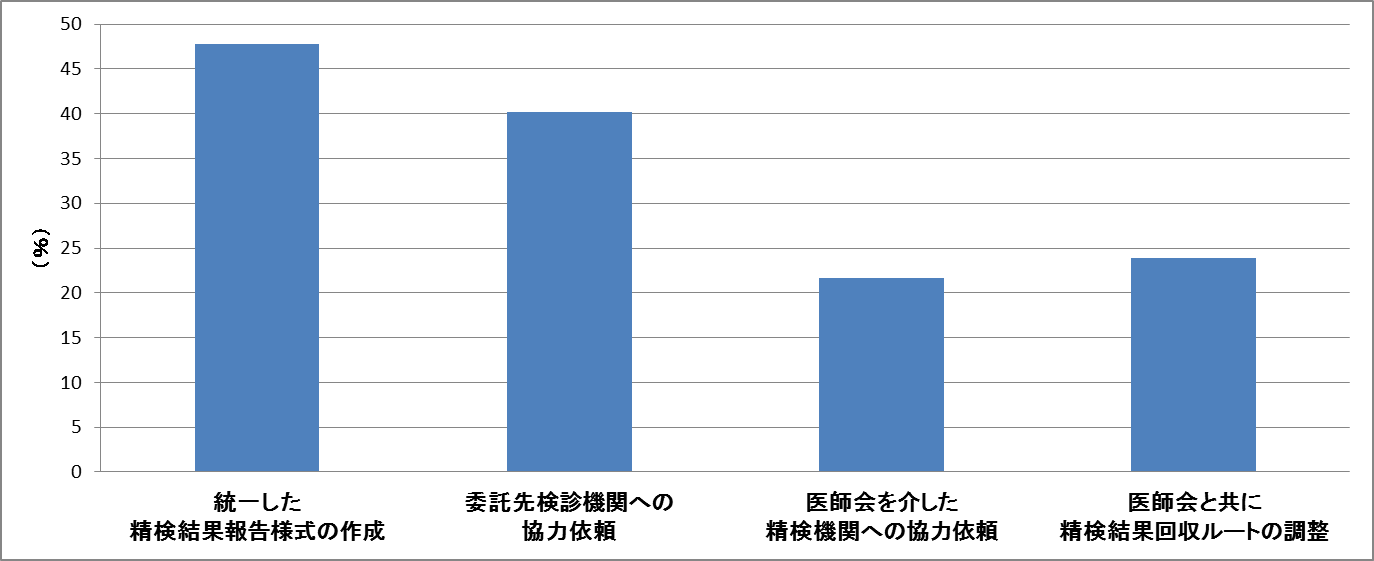 50
45
40
35
30
25
20
15
10
5
0
(%)
統一した
精検結果報告様式の作成
委託先検診機関への
協力依頼
医師会を介した
精検機関への協力依頼
医師会と共に
精検結果回収ルートの調整